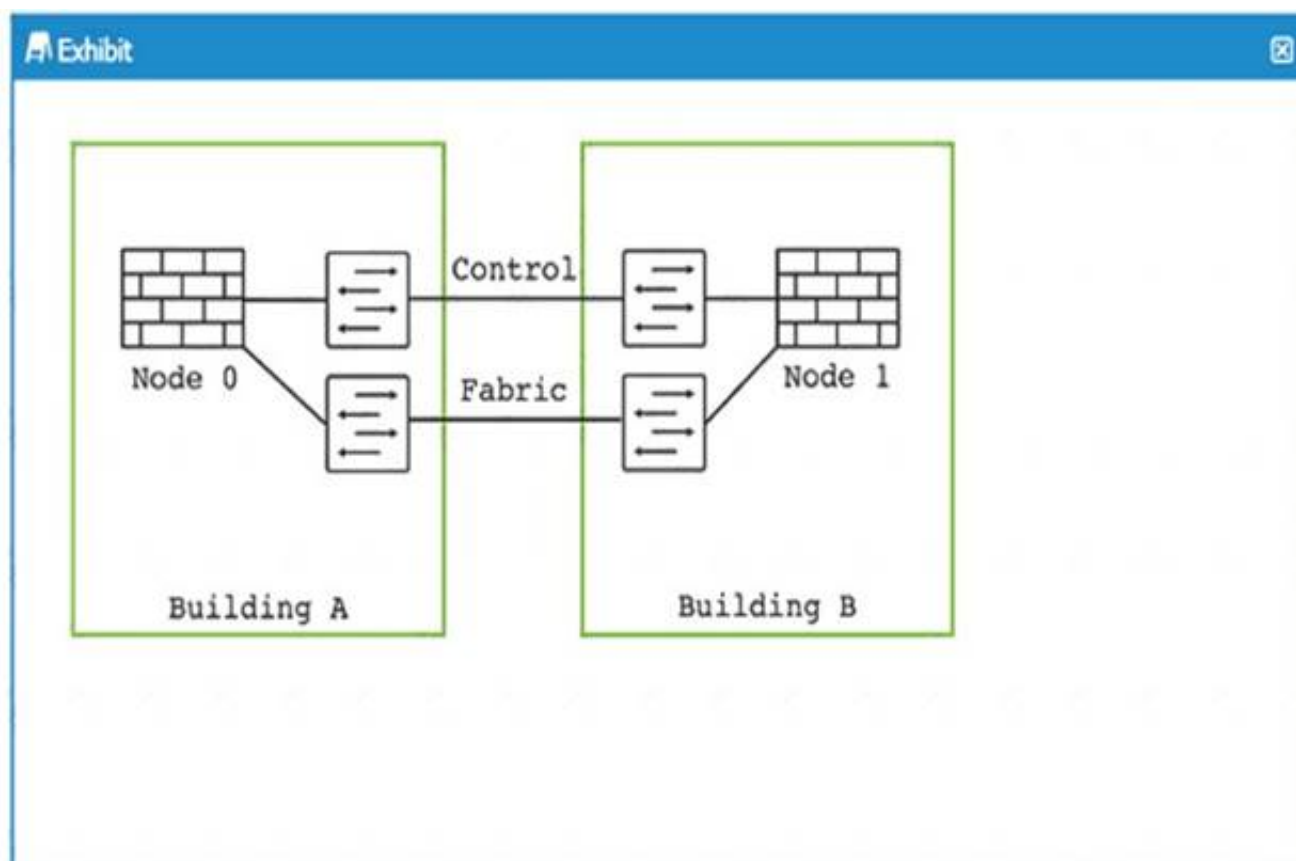 Exhibit
Control
Node 0
Fabric
Node 1
Building A
Building B